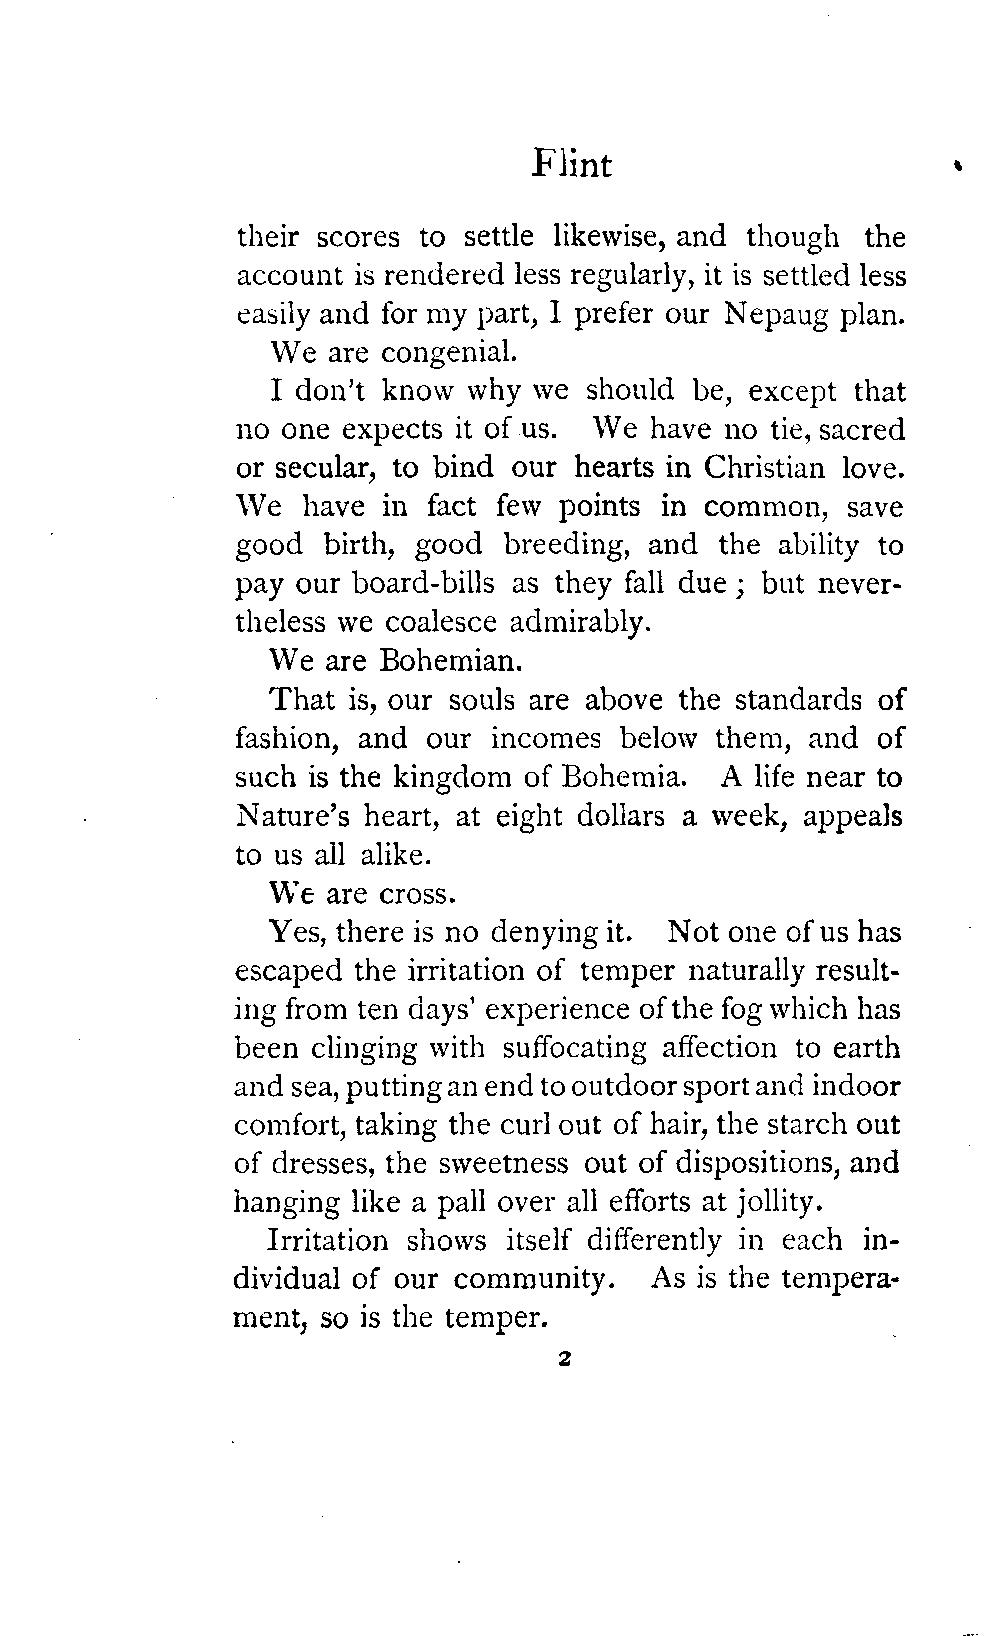 Flint
their scores to settle likewise, and though the
account is rendered less regularly, it is settled less
easily and for my part, I prefer our Nepaug plan.
We are congenial.
I don't know why we should be, except that
no one expects it of us. We have no tie, sacred
or secular, to bind our hearts in Christian love.
We have in fact few points in common, save
good birth, good breeding, and the ability to
pay our board-bills as they fall due; but never-
theless we coalesce admirably.
We are Bohemian.
That is, our souls are above the standards of
fashion, and our incomes below them, and of
such is the kingdom of Bohemia. A life near to
Nature's heart, at eight dollars a week, appeals
to us all alike.
We are cross.
Yes, there is no denying it. Not one of us has
escaped the irritation of temper naturally result-
ing from ten days' experience of the fog which has
been clinging with suffocating affection to earth
and sea, putting an end to outdoor sport and indoor
comfort, taking the curl out of hair, the starch out
of dresses, the sweetness out of dispositions, and
hanging like a pall over all efforts at jollity.
Irritation shows itself differently in each in-
dividual of our community. As is the tempera-
ment, so is the temper.
2